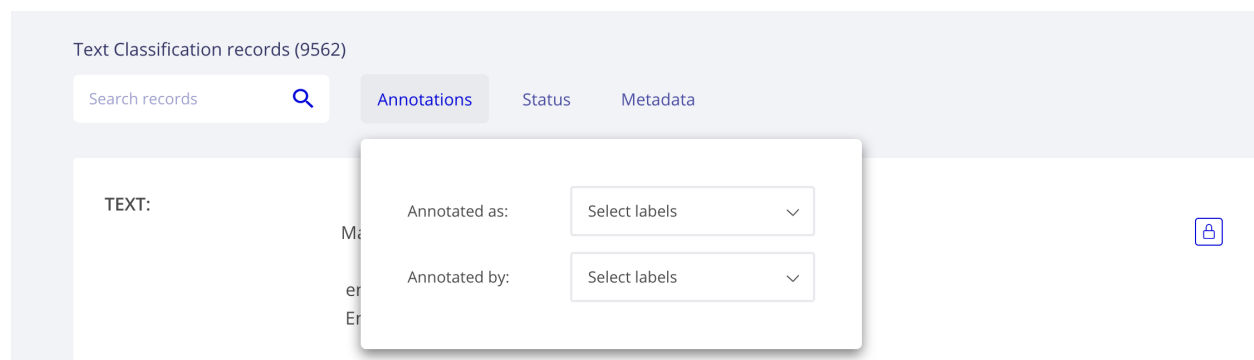 Text Classification records (9562)
Search records
Annotations Status Metadata
Annotated as: Select labels
Annotated by: Select labels
TEXT: